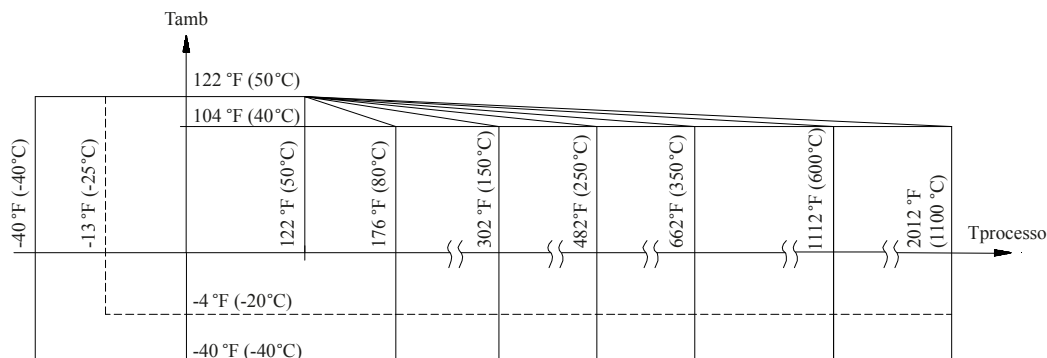 Tamb
122 °F (50°C)
104 °F (40°C)
-40 °F (-40°C)
-13 °F (-25°C)
122 °F (50°C)
176 °F (80°C)
302 °F (150°C)
482°F (250°C)
662°F (350°C)
1112°F (600°C)
2012 °F
(1100 °C)
Tprocesso
-4 °F (-20°C)
-40 °F (-40°C)